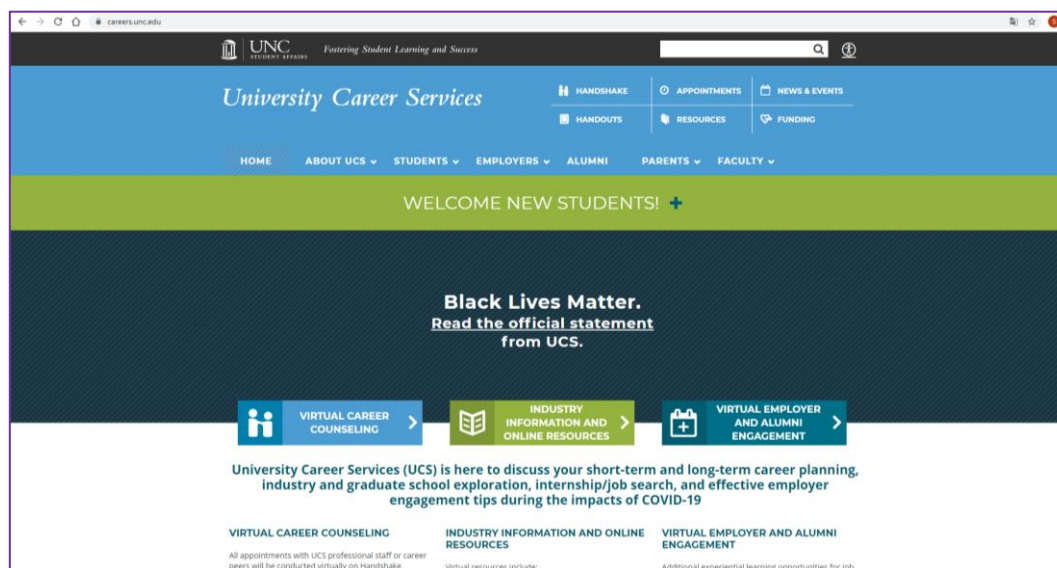 careers.unc.edu
UNC
STUDENT AFFAIRS
Fostering Student Learning and Success
University Career Services
HANDSHAKE
APPOINTMENTS
NEWS & EVENTS
HANDOUTS
RESOURCES
FUNDING
HOME ABOUT UCS STUDENTS EMPLOYERS ALUMNI PARENTS FACULTY
WELCOME NEW STUDENTS! +
Black Lives Matter.
Read the official statement
from UCS.
VIRTUAL CAREER
COUNSELING
INDUSTRY
INFORMATION AND
ONLINE RESOURCES
VIRTUAL EMPLOYER
AND ALUMNI
ENGAGEMENT
University Career Services (UCS) is here to discuss your short-term and long-term career planning,
industry and graduate school exploration, internship/job search, and effective employer
engagement tips during the impacts of COVID-19
VIRTUAL CAREER COUNSELING
All appointments with UCS professional staff or career
peers will be conducted virtually on Handshake.
INDUSTRY INFORMATION AND ONLINE
RESOURCES
Virtual resources include:
VIRTUAL EMPLOYER AND ALUMNI
ENGAGEMENT
Additional experiential learning opportunities for job